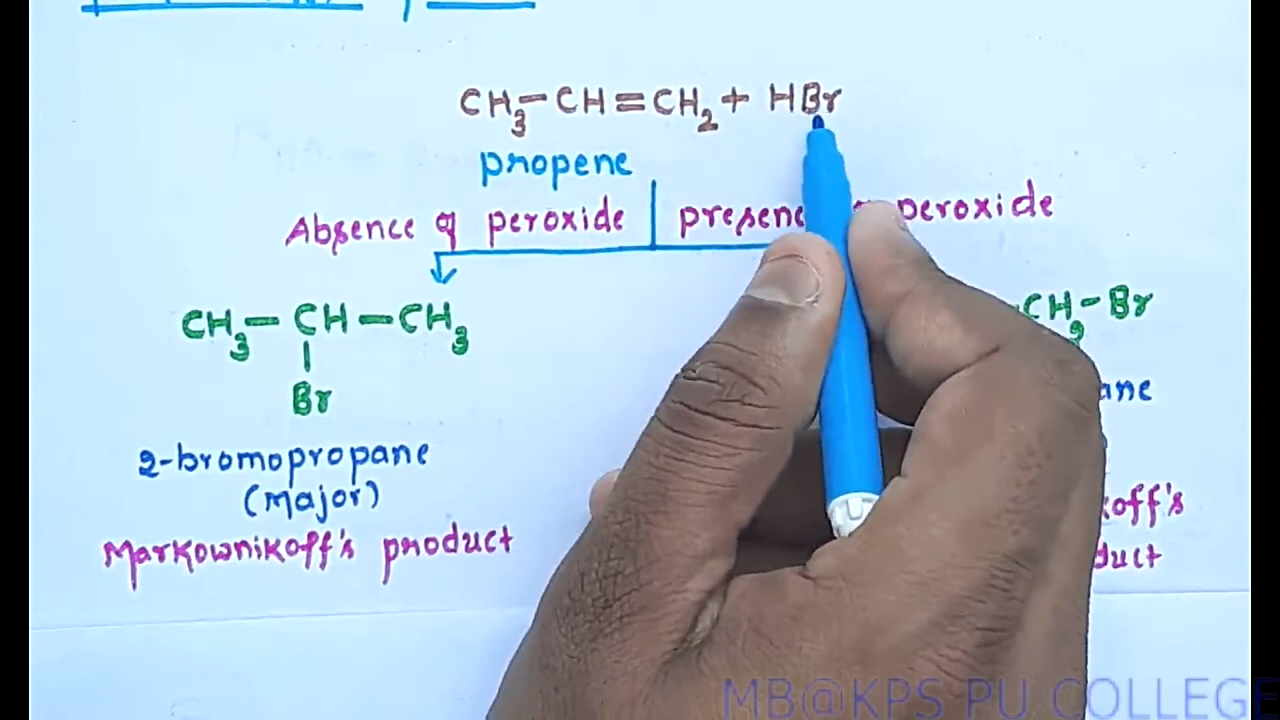 CH₃—CH=CH₂ + HBr
propene
Absence of peroxide | presenc peroxide
CH₃—CH—CH₃
Br
CH₂-Br
2-bromopropane
ane
(Major)
Markownikoff's product
koff's
duct
MB@KPS PU COLLEGE